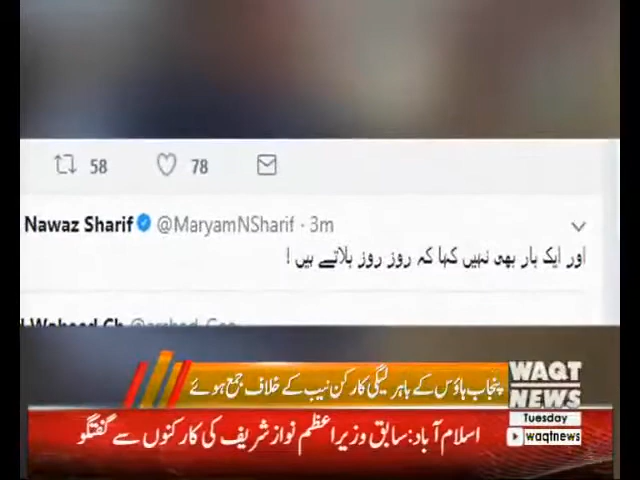 58 78
Nawaz Sharif @MaryamNSharif · 3m
اور ایک بار بھی نہیں کہا کہ روز روز بلاتے ہیں !
پنجاب ہاؤس کے باہر لیگی کارکن نیب کے خلاف جمع ہوئے
اسلام آباد: سابق وزیراعظم نواز شریف کی کارکنوں سے گفتگو
WAQT
NEWS
Tuesday
waqtnews